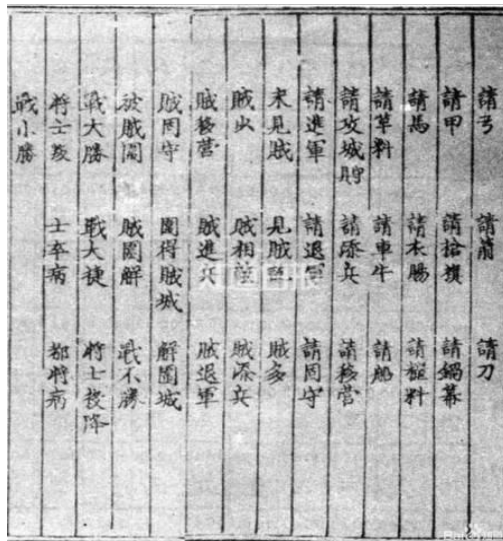 請弓 請箭 請刀
請甲 請槍旗 請鍋幕
請馬 請衣賜 請糧料
請草料 請車牛 請船
請攻城 請添兵 請移營
請進軍 請退軍 請固守
未見賊 見賊訖 賊多
賊少 賊相 賊添兵
賊移營 賊進兵 賊退軍
賊固守 圍得賊城 解圍城
被賊圍 賊圍解 戰不勝
戰大勝 戰大捷 將士投降
將士叛 士卒病 都將病
戰小勝